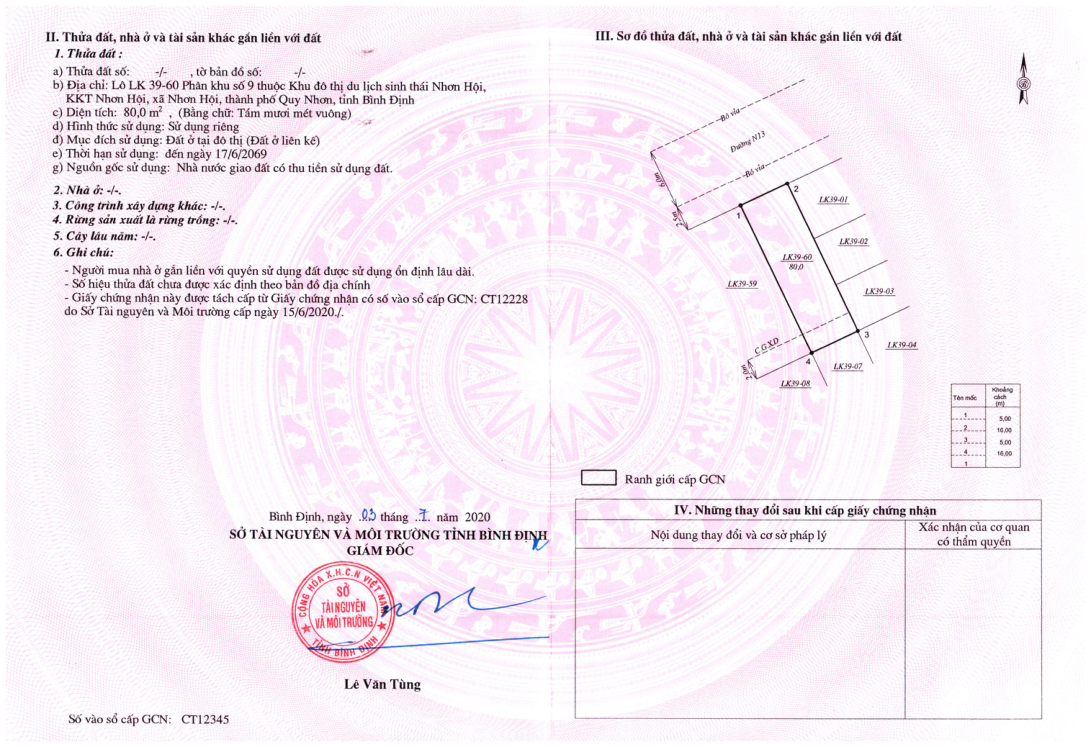 II. Thửa đất, nhà ở và tài sản khác gắn liền với đất
1. Thửa đất :
a) Thửa đất số: -/- , tờ bản đồ số: -/-
b) Địa chỉ: Lô LK 39-60 Phân khu số 9 thuộc Khu đô thị du lịch sinh thái Nhơn Hội,
KKT Nhơn Hội, xã Nhơn Hội, thành phố Quy Nhơn, tỉnh Bình Định
c) Diện tích: 80,0 m² , (Bằng chữ: Tám mươi mét vuông)
d) Hình thức sử dụng: Sử dụng riêng
đ) Mục đích sử dụng: Đất ở tại đô thị (Đất ở liên kế)
e) Thời hạn sử dụng: đến ngày 17/6/2069
g) Nguồn gốc sử dụng: Nhà nước giao đất có thu tiền sử dụng đất.
2. Nhà ở: -/-.
3. Công trình xây dựng khác: -/-.
4. Rừng sản xuất là rừng trồng: -/-.
5. Cây lâu năm: -/-.
6. Ghi chú:
- Người mua nhà ở gắn liền với quyền sử dụng đất được sử dụng ổn định lâu dài.
- Số hiệu thửa đất chưa được xác định theo bản đồ địa chính
- Giấy chứng nhận này được tách cấp từ Giấy chứng nhận có số vào sổ cấp GCN: CT12228
do Sở Tài nguyên và Môi trường cấp ngày 15/6/2020./.
Bình Định, ngày 03 tháng 7 năm 2020
SỞ TÀI NGUYÊN VÀ MÔI TRƯỜNG TỈNH BÌNH ĐỊNH
GIÁM ĐỐC
CỘNG HÒA X.H.C.N VIỆT NAM
SỞ
TÀI NGUYÊN
VÀ MÔI TRƯỜNG
TỈNH BÌNH ĐỊNH
Lê Văn Tùng
Số vào sổ cấp GCN: CT12345
III. Sơ đồ thửa đất, nhà ở và tài sản khác gắn liền với đất
Bó vỉa
Đường N13
Bó vỉa
6,0m
2,5m
1
2
LK39-01
LK39-02
LK39-60
80,0
LK39-59
LK39-03
C.G.XD
3
LK39-04
4
2,0m
LK39-07
LK39-08
Tên mốc
Khoảng
cách
(m)
1
5,00
2
16,00
3
5,00
4
16,00
1
Ranh giới cấp GCN
IV. Những thay đổi sau khi cấp giấy chứng nhận
Nội dung thay đổi và cơ sở pháp lý
Xác nhận của cơ quan
có thẩm quyền